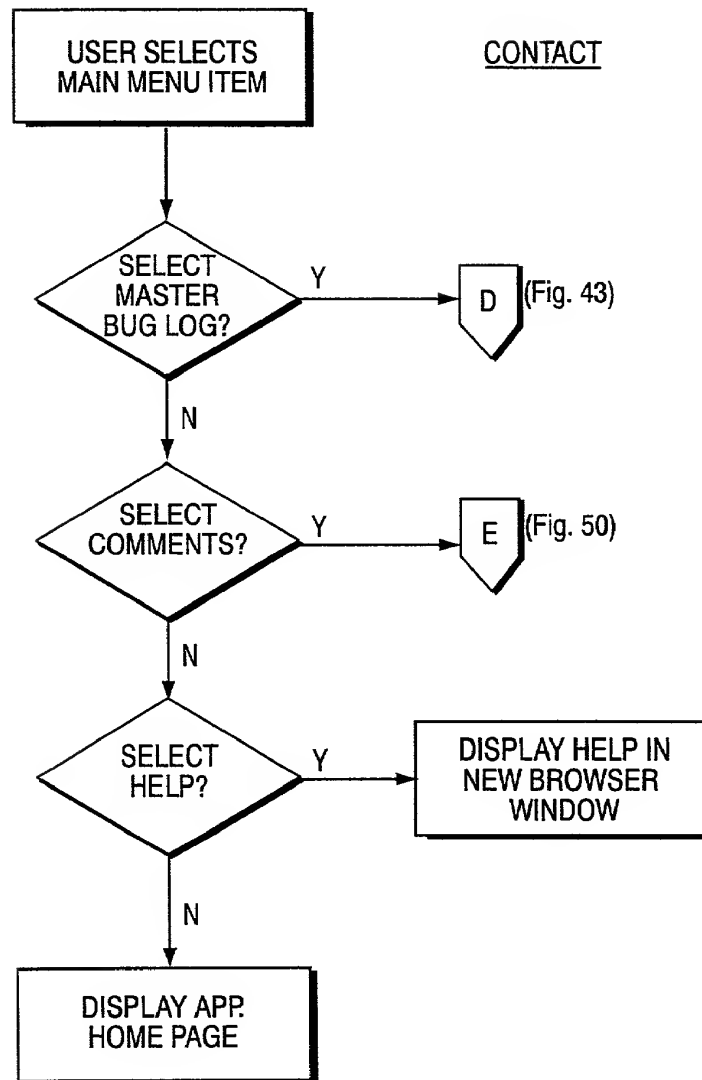 USER SELECTS
MAIN MENU ITEM
CONTACT
SELECT
MASTER
BUG LOG?
Y
D
(Fig. 43)
N
SELECT
COMMENTS?
Y
E
(Fig. 50)
N
SELECT
HELP?
Y
DISPLAY HELP IN
NEW BROWSER
WINDOW
N
DISPLAY APP.
HOME PAGE